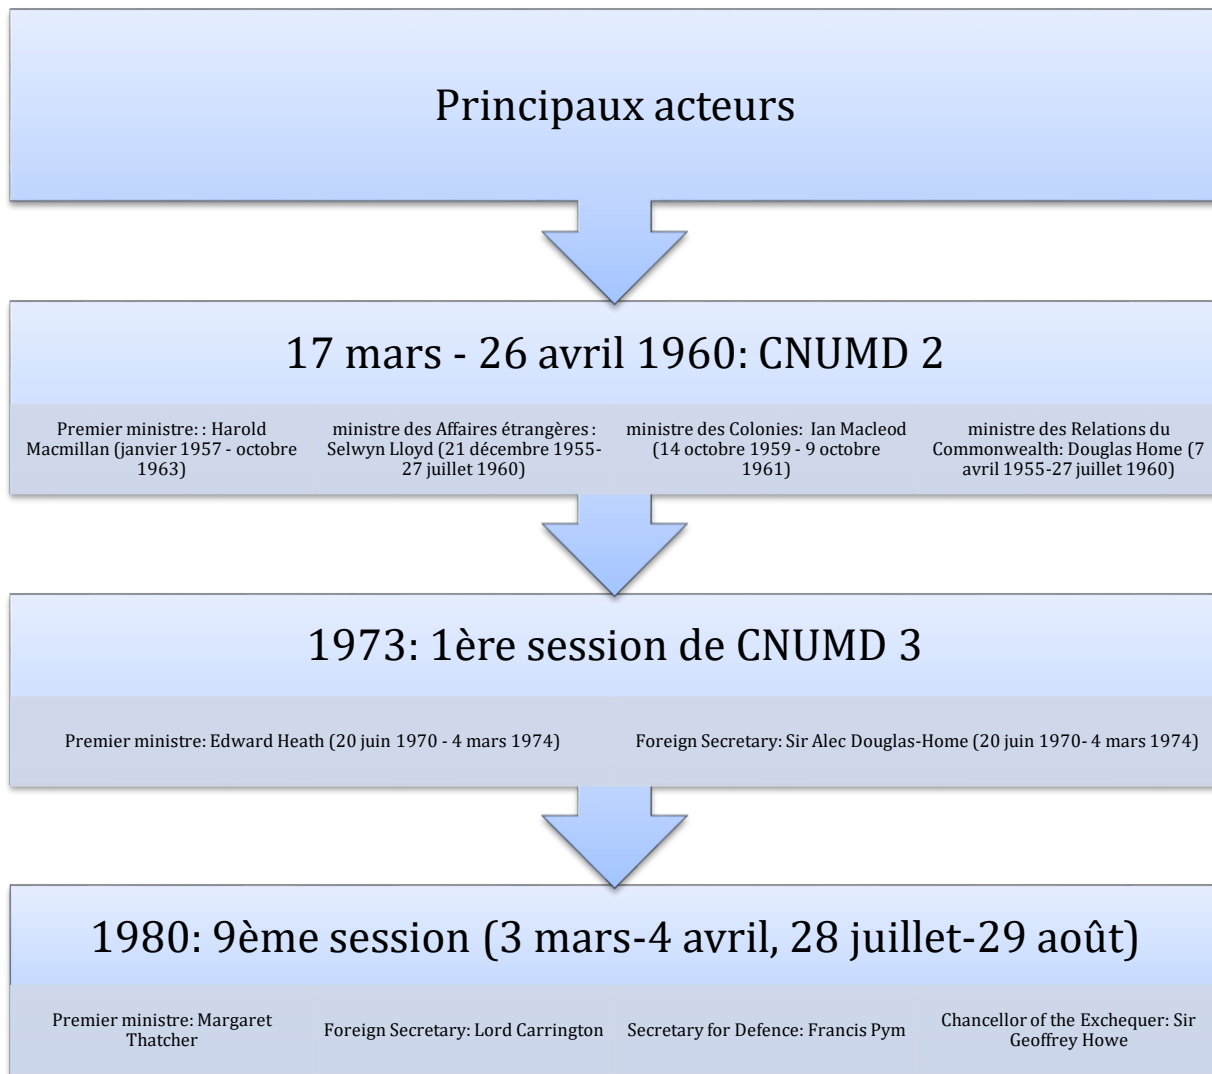 Principaux acteurs
17 mars - 26 avril 1960: CNUMD 2
Premier ministre: : Harold
Macmillan (janvier 1957 - octobre
1963)
ministre des Affaires étrangères :
Selwyn Lloyd (21 décembre 1955-
27 juillet 1960)
ministre des Colonies:  Ian Macleod
(14 octobre 1959 - 9 octobre
1961)
ministre des Relations du
Commonwealth: Douglas Home (7
avril 1955-27 juillet 1960)
1973: 1ère session de CNUMD 3
Premier ministre: Edward Heath (20 juin 1970 - 4 mars 1974)
Foreign Secretary: Sir Alec Douglas-Home (20 juin 1970- 4 mars 1974)
1980: 9ème session (3 mars-4 avril, 28 juillet-29 août)
Premier ministre: Margaret
Thatcher
Foreign Secretary: Lord Carrington
Secretary for Defence: Francis Pym
Chancellor of the Exchequer: Sir
Geoffrey Howe